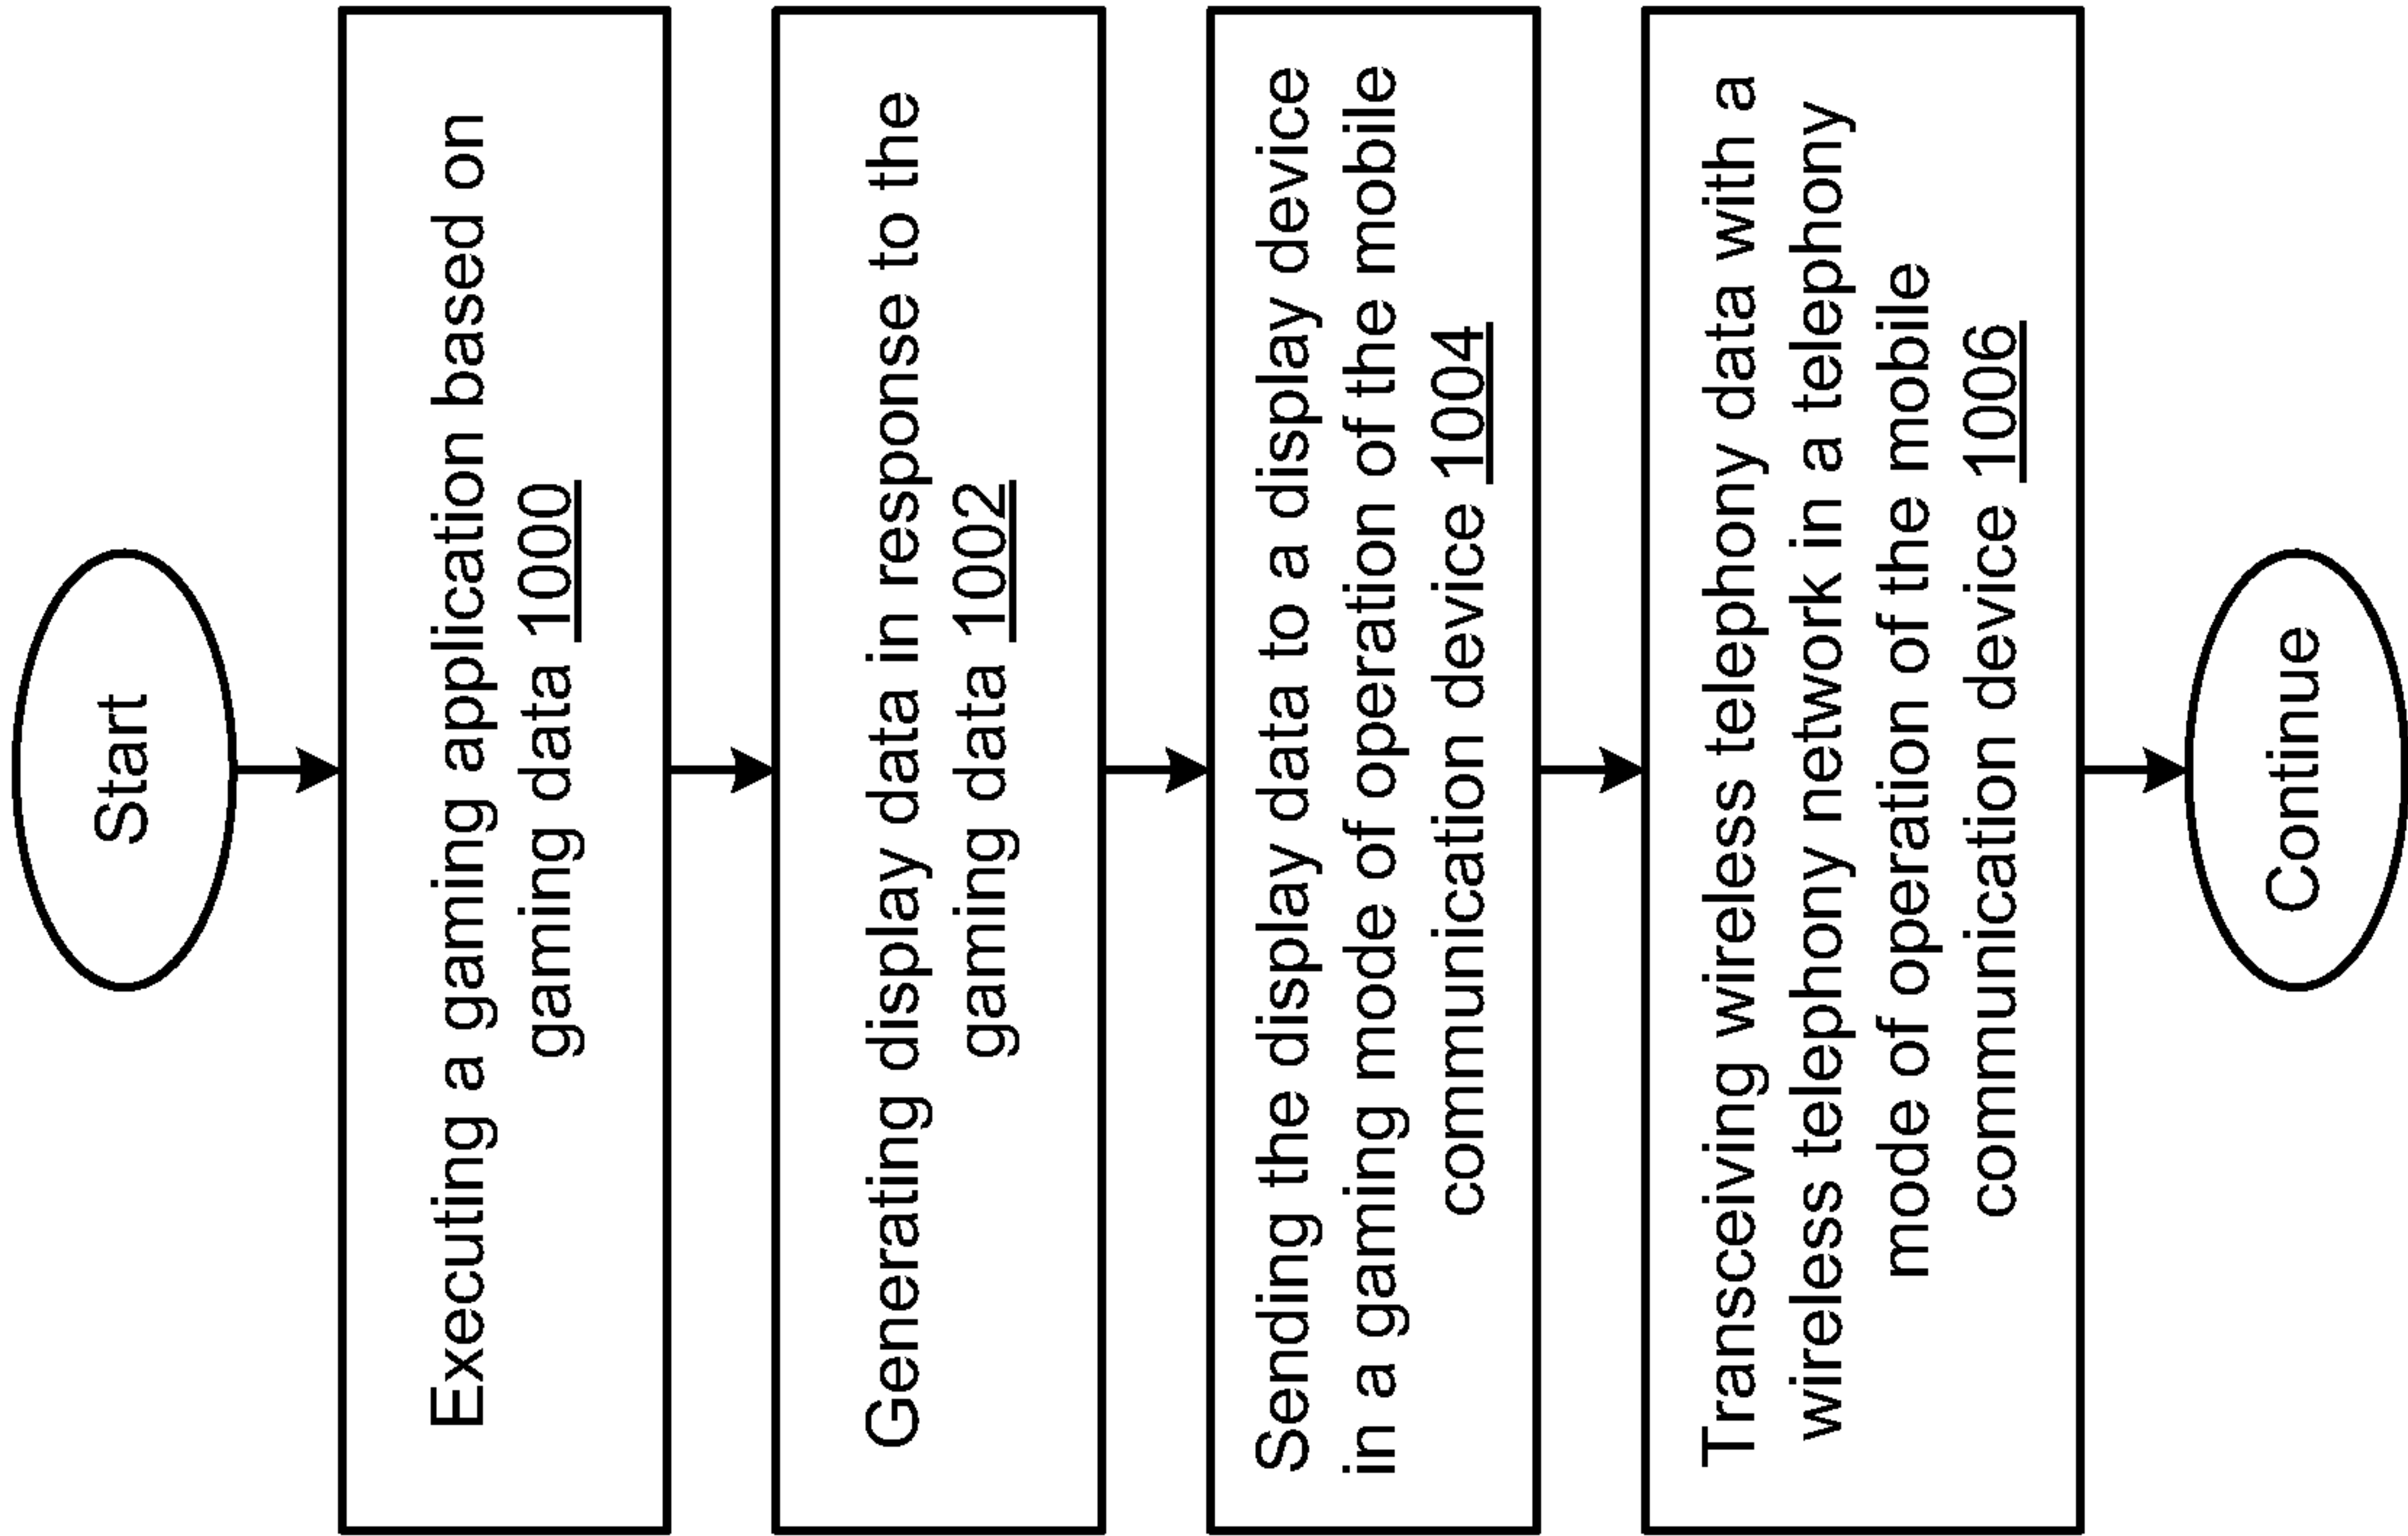 Start
Executing a gaming application based on
gaming data 1000
Generating display data in response to the
gaming data 1002
Sending the display data to a display device
in a gaming mode of operation of the mobile
communication device 1004
Transceiving wireless telephony data with a
wireless telephony network in a telephony
mode of operation of the mobile
communication device 1006
Continue